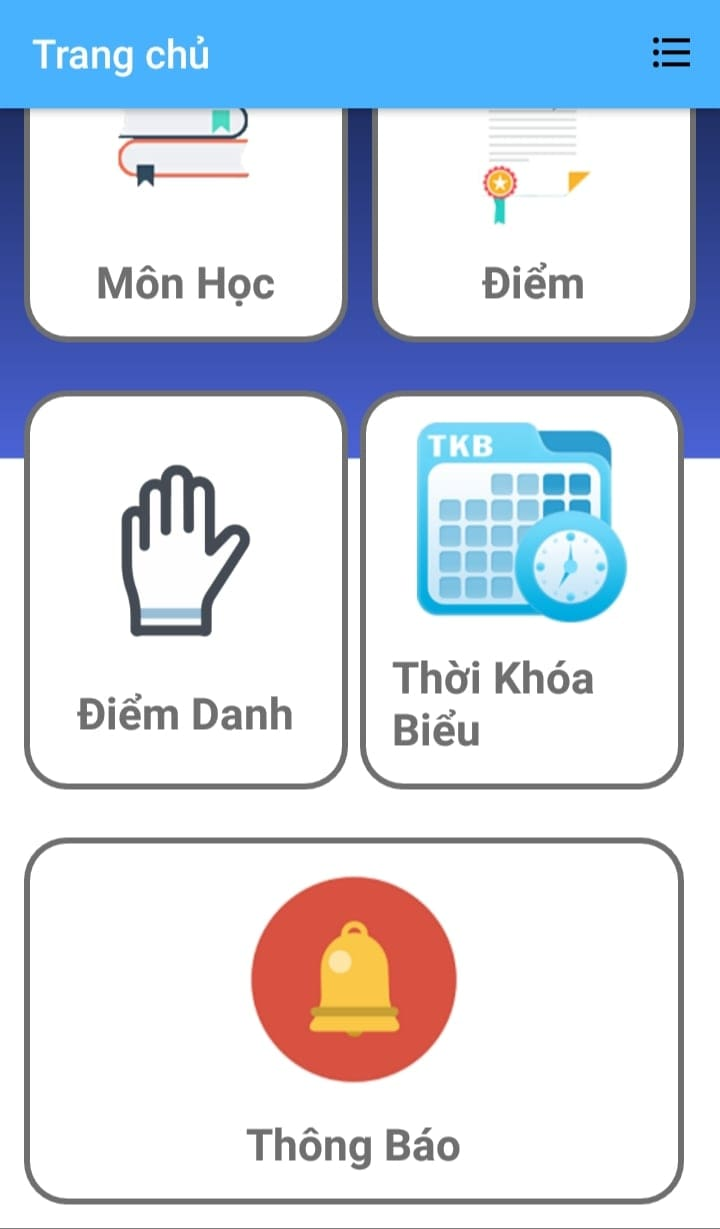 Trang chủ
Môn Học
Điểm
TKB
Điểm Danh
Thời Khóa
Biểu
Thông Báo